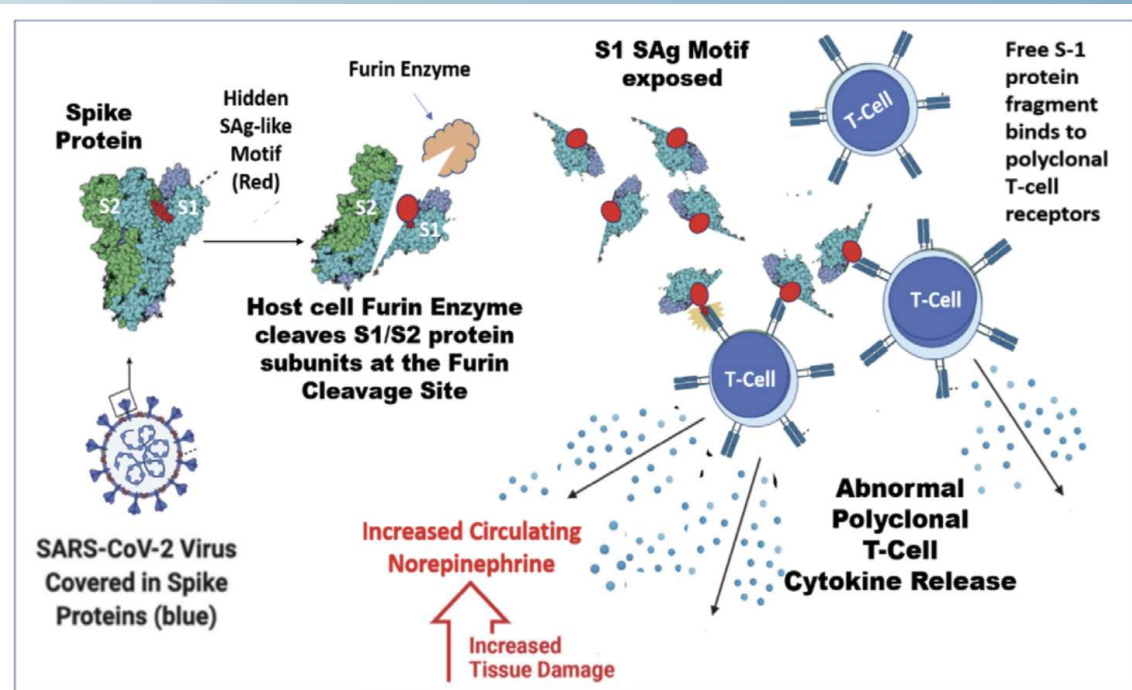 Spike
Protein
Hidden
SAg-like
Motif
(Red)
S2
S1
Furin Enzyme
S2
S1
Host cell Furin Enzyme
cleaves S1/S2 protein
subunits at the Furin
Cleavage Site
SARS-CoV-2 Virus
Covered in Spike
Proteins (blue)
S1 SAg Motif
exposed
T-Cell
Free S-1
protein
fragment
binds to
polyclonal
T-cell
receptors
T-Cell
T-Cell
Abnormal
Polyclonal
T-Cell
Cytokine Release
Increased Circulating
Norepinephrine
Increased
Tissue Damage